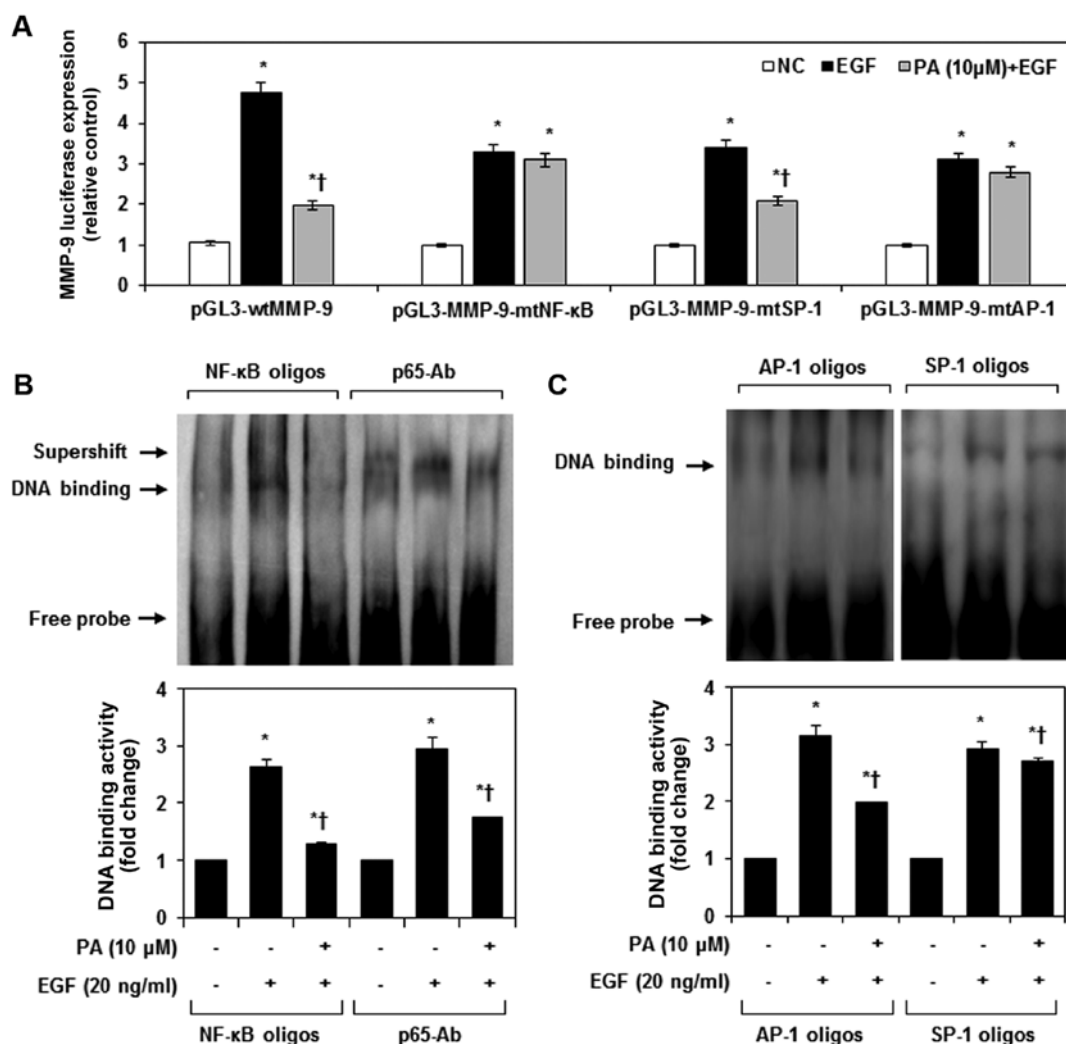 A
MMP-9 luciferase expression
(relative control)
6
5
4
3
2
1
0
NC EGF PA (10µM)+EGF
* *† * * * *† * *
pGL3-wtMMP-9 pGL3-MMP-9-mtNF-κB pGL3-MMP-9-mtSP-1 pGL3-MMP-9-mtAP-1
B
NF-κB oligos p65-Ab
Supershift
DNA binding
Free probe
DNA binding activity
(fold change)
4
3
2
1
0
* *† * *†
PA (10 µM) - - + - - +
EGF (20 ng/ml) - + + - + +
NF-κB oligos p65-Ab
C
AP-1 oligos SP-1 oligos
DNA binding
Free probe
DNA binding activity
(fold change)
4
3
2
1
0
* *† * *†
PA (10 µM) - - + - - +
EGF (20 ng/ml) - + + - + +
AP-1 oligos SP-1 oligos